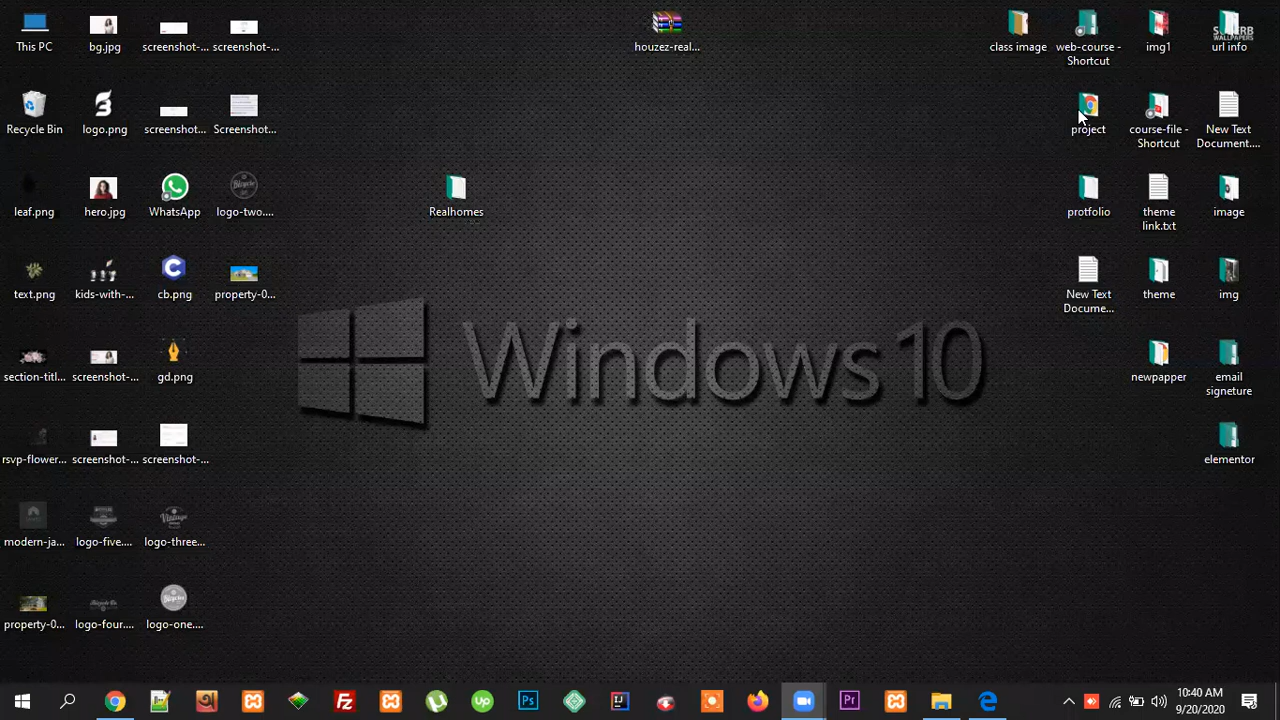 This PC
bg.jpg
screenshot-...
screenshot-...
houzez-real...
class image
web-course -
Shortcut
img1
url info
WALLPAPERS
Recycle Bin
logo.png
screenshot...
Screenshot...
project
course-file -
Shortcut
New Text
Document....
leaf.png
hero.jpg
WhatsApp
logo-two....
Realhomes
protfolio
theme
link.txt
image
text.png
kids-with-...
cb.png
property-0...
New Text
Docume...
theme
img
Windows 10
section-titl...
screenshot-...
gd.png
newpapper
email
signeture
rsvp-flower...
screenshot-...
screenshot-...
elementor
modern-ja...
logo-five....
logo-three...
property-0...
logo-four....
logo-one....
6:40 AM
9/20/2020